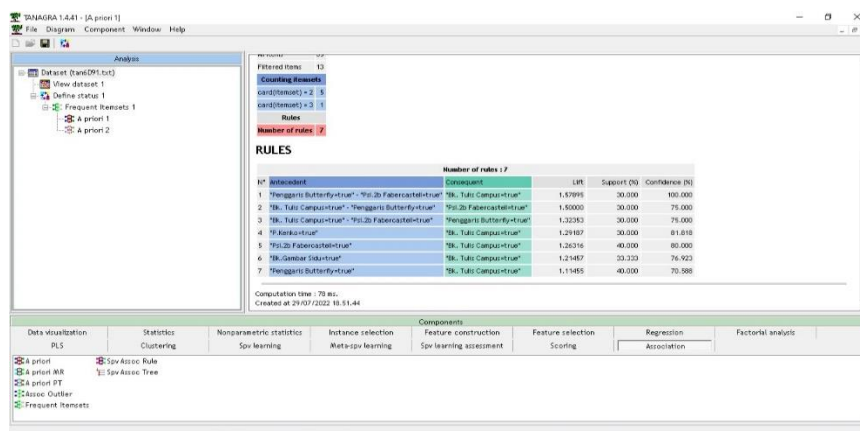 TANAGRA 1.4.41 - [A priori 1]
File Diagram Component Window Help
Analysis
Dataset (tan6D91.txt)
View dataset 1
Define status 1
Frequent Itemsets 1
A priori 1
A priori 2
Filtered items 13
Counting itemsets
card(itemset) = 2 5
card(itemset) = 3 1
Rules
Number of rules 7
RULES
Number of rules : 7
N° Antecedent Consequent Lift Support (%) Confidence (%)
1 "Penggaris Butterfly=true" - "Psl.2b Fabercastel=true" "Bk. Tulis Campus=true" 1.57895 30.000 100.000
2 "Bk. Tulis Campus=true" - "Penggaris Butterfly=true" "Psl.2b Fabercastel=true" 1.50000 30.000 75.000
3 "Bk. Tulis Campus=true" - "Psl.2b Fabercastel=true" "Penggaris Butterfly=true" 1.32353 30.000 75.000
4 "P.Kenko=true" "Bk. Tulis Campus=true" 1.29187 30.000 81.818
5 "Psl.2b Fabercastel=true" "Bk. Tulis Campus=true" 1.26316 40.000 80.000
6 "Bk.Gambar Sidu=true" "Bk. Tulis Campus=true" 1.21457 33.333 76.923
7 "Penggaris Butterfly=true" "Bk. Tulis Campus=true" 1.11455 40.000 70.588
Computation time : 78 ms.
Created at 29/07/2022 18.51.44
Components
Data visualization Statistics Nonparametric statistics Instance selection Feature construction Feature selection Regression Factorial analysis
PLS Clustering Spv learning Meta-spv learning Spv learning assessment Scoring Association
A priori Spv Assoc Rule
A priori MR Spv Assoc Tree
A priori PT
Assoc Outlier
Frequent Itemsets